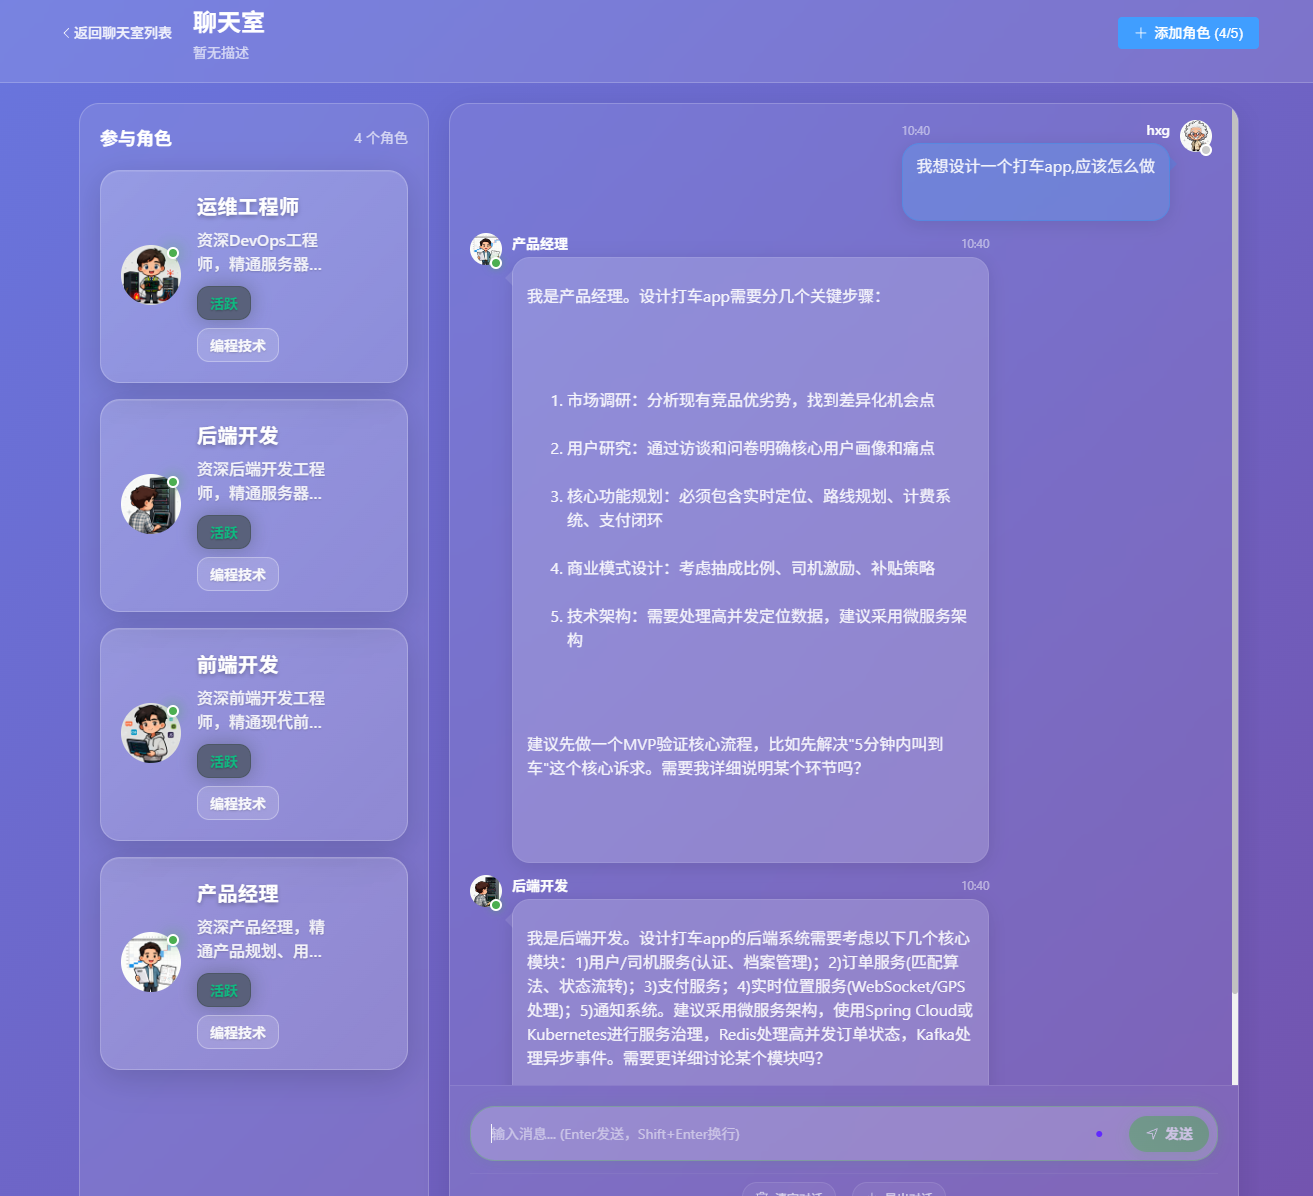 返回聊天室列表
聊天室
暂无描述
添加角色 (4/5)
参与角色
4 个角色
运维工程师
资深DevOps工程
师，精通服务器...
活跃
编程技术
后端开发
资深后端开发工程
师，精通服务器...
活跃
编程技术
前端开发
资深前端开发工程
师，精通现代前...
活跃
编程技术
产品经理
资深产品经理，精
通产品规划、用...
活跃
编程技术
10:40
hxg
我想设计一个打车app,应该怎么做
产品经理
10:40
我是产品经理。设计打车app需要分几个关键步骤：
1. 市场调研：分析现有竞品优劣势，找到差异化机会点
2. 用户研究：通过访谈和问卷明确核心用户画像和痛点
3. 核心功能规划：必须包含实时定位、路线规划、计费系
统、支付闭环
4. 商业模式设计：考虑抽成比例、司机激励、补贴策略
5. 技术架构：需要处理高并发定位数据，建议采用微服务架
构
建议先做一个MVP验证核心流程，比如先解决"5分钟内叫到
车"这个核心诉求。需要我详细说明某个环节吗？
后端开发
10:40
我是后端开发。设计打车app的后端系统需要考虑以下几个核心
模块：1)用户/司机服务(认证、档案管理)；2)订单服务(匹配算
法、状态流转)；3)支付服务；4)实时位置服务(WebSocket/GPS
处理)；5)通知系统。建议采用微服务架构，使用Spring Cloud或
Kubernetes进行服务治理，Redis处理高并发订单状态，Kafka处
理异步事件。需要更详细讨论某个模块吗？
输入消息... (Enter发送，Shift+Enter换行)
发送